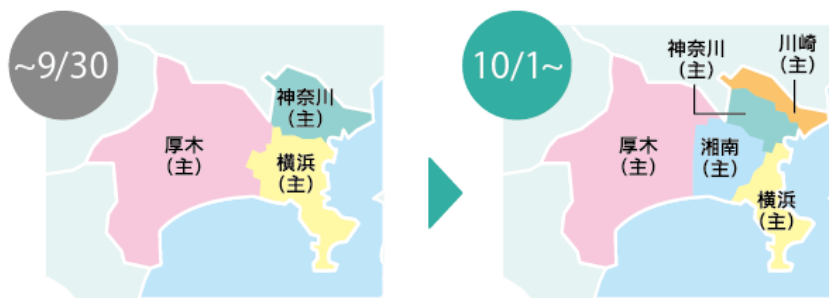 ~9/30
神奈川
(主)
厚木
(主)
横浜
(主)
10/1~
神奈川
(主)
川崎
(主)
厚木
(主)
湘南
(主)
横浜
(主)